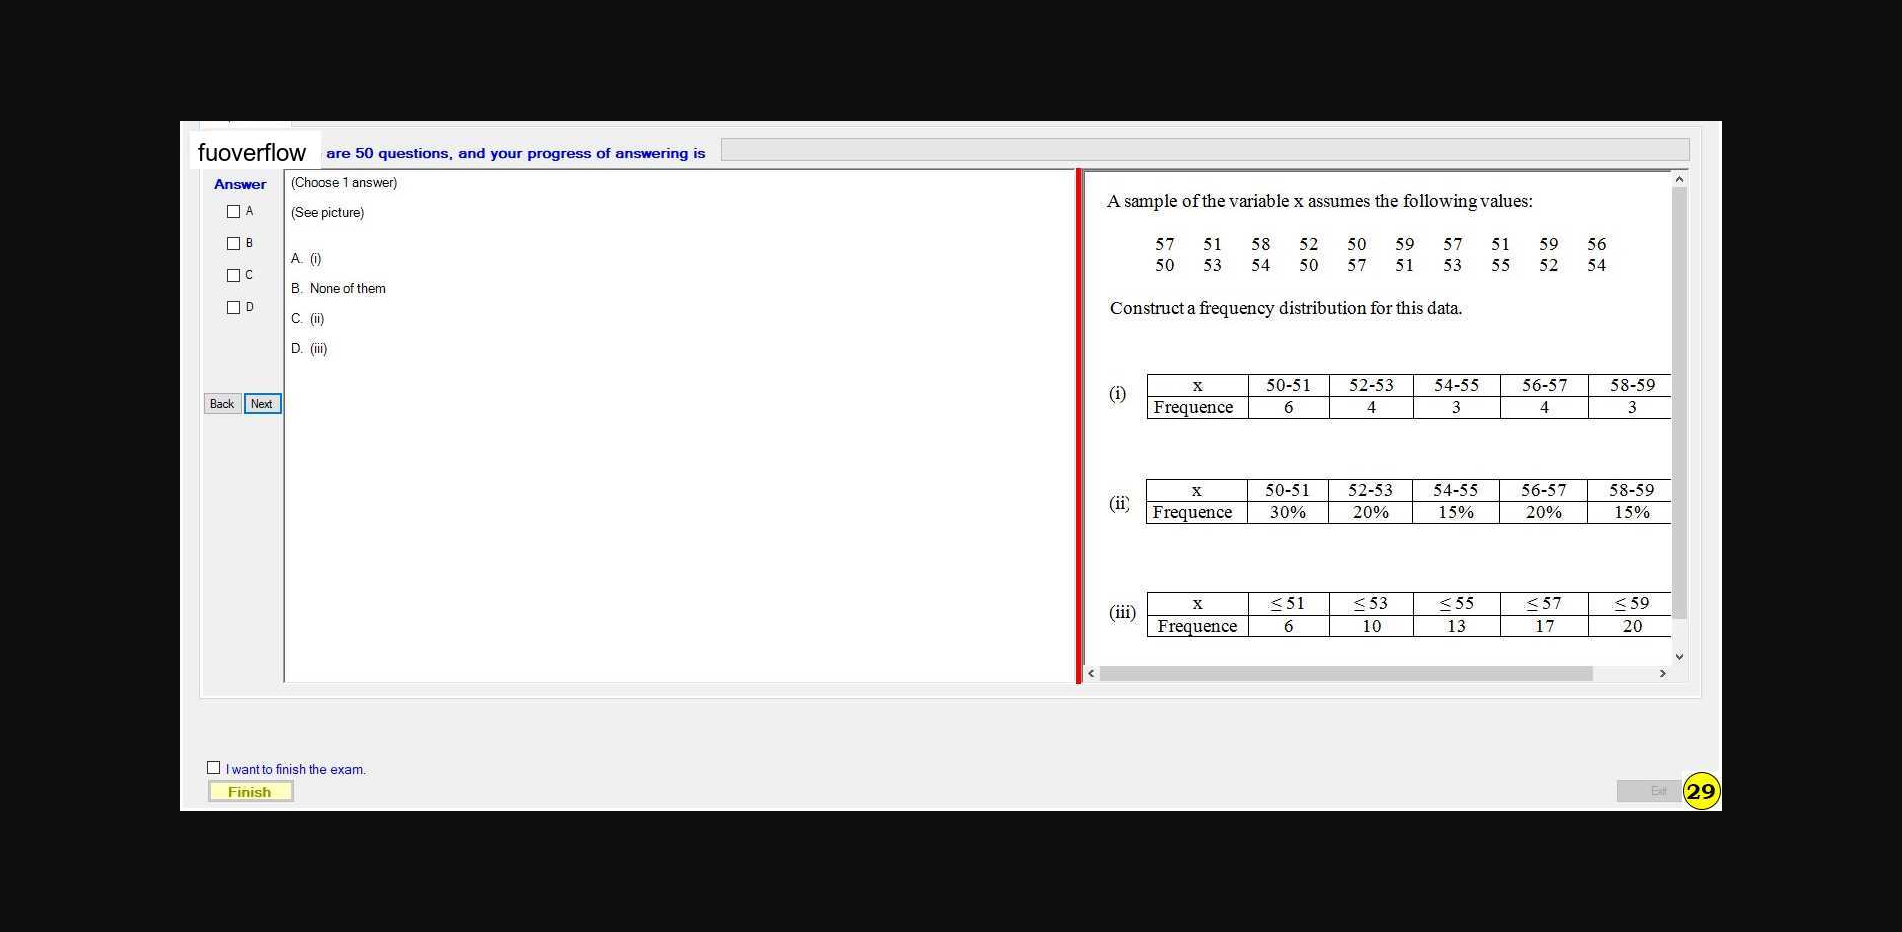 fuoverflow are 50 questions, and your progress of answering is
Answer
A
B
C
D
Back Next
(Choose 1 answer)
(See picture)
A. (i)
B. None of them
C. (ii)
D. (iii)
A sample of the variable x assumes the following values:
57 51 58 52 50 59 57 51 59 56
50 53 54 50 57 51 53 55 52 54
Construct a frequency distribution for this data.
(i)
x 50-51 52-53 54-55 56-57 58-59
Frequence 6 4 3 4 3
(ii)
x 50-51 52-53 54-55 56-57 58-59
Frequence 30% 20% 15% 20% 15%
(iii)
x ≤ 51 ≤ 53 ≤ 55 ≤ 57 ≤ 59
Frequence 6 10 13 17 20
I want to finish the exam.
Finish
Exit
29